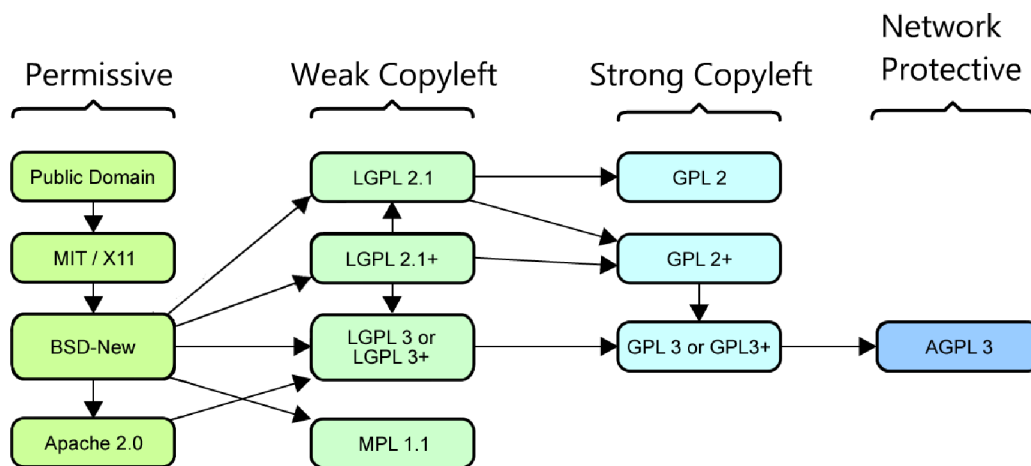 Permissive
Weak Copyleft
Strong Copyleft
Network
Protective
Public Domain
LGPL 2.1
GPL 2
MIT / X11
LGPL 2.1+
GPL 2+
BSD-New
LGPL 3 or
LGPL 3+
GPL 3 or GPL3+
AGPL 3
Apache 2.0
MPL 1.1